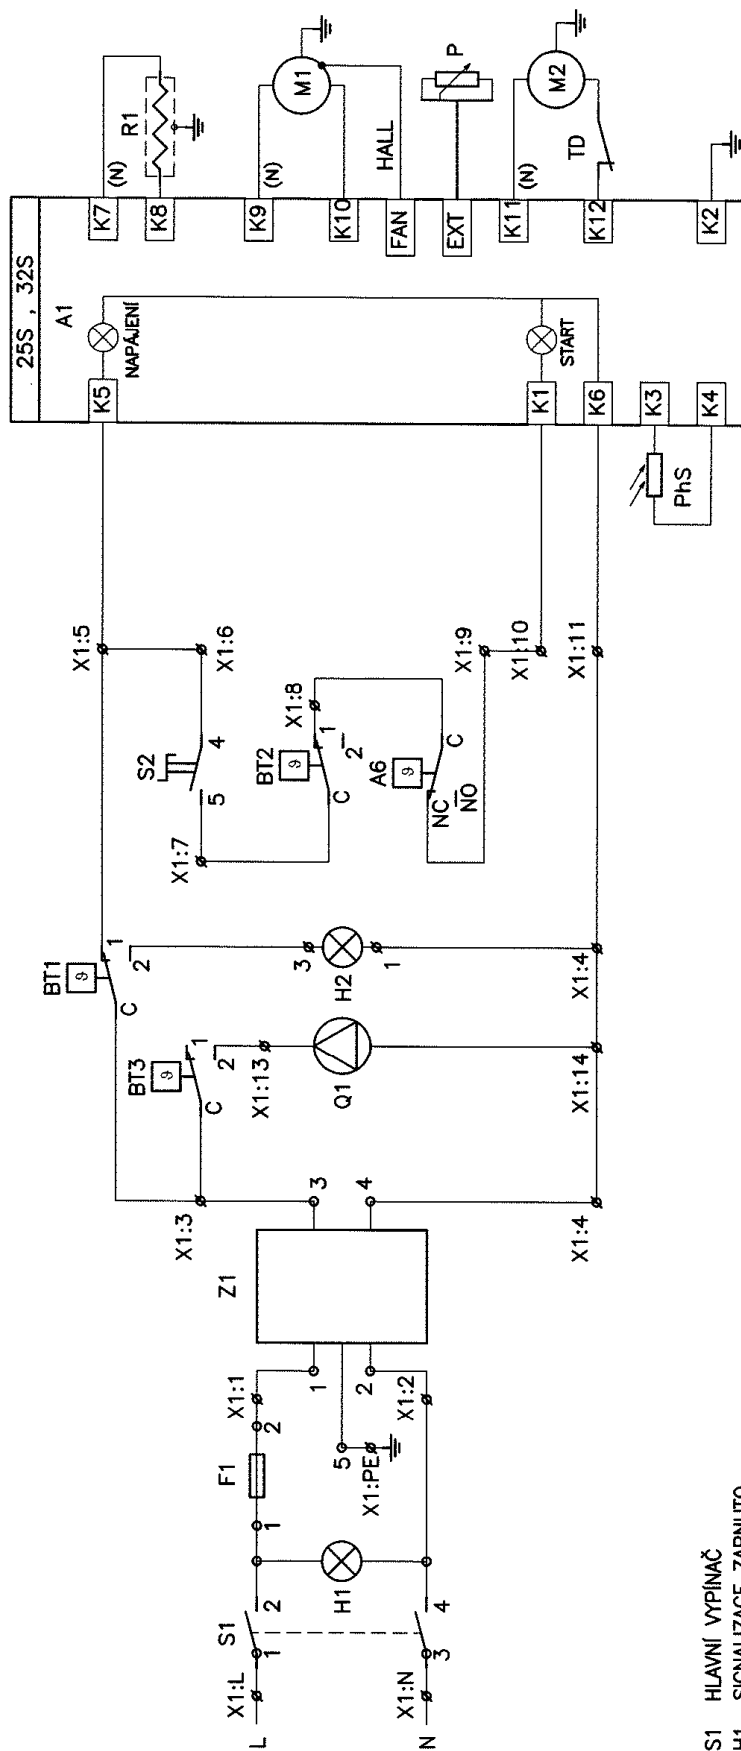 25S , 32S
A1
K5
NAPÁJENÍ
K7
(N)
K8
R1
K9
(N)
K10
M1
FAN
HALL
EXT
P
K1
START
K6
K11
(N)
K12
TD
M2
K3
K4
PhS
K2
X1:5
X1:6
S2
4
5
X1:7
BT2
ϑ
C
1
2
X1:8
A6
ϑ
C
NC
NO
X1:9
X1:10
X1:11
BT1
ϑ
C
1
2
3
H2
1
X1:4
BT3
ϑ
C
1
2
X1:13
Q1
X1:14
X1:3
3
4
X1:4
Z1
1
5
2
X1:1
X1:PE
X1:2
F1
1
2
H1
S1
1
2
3
4
X1:L
X1:N
L
N
S1 HLAVNÍ VYPÍNAČ
H1 SIGNALIZACE ZAPNUTO